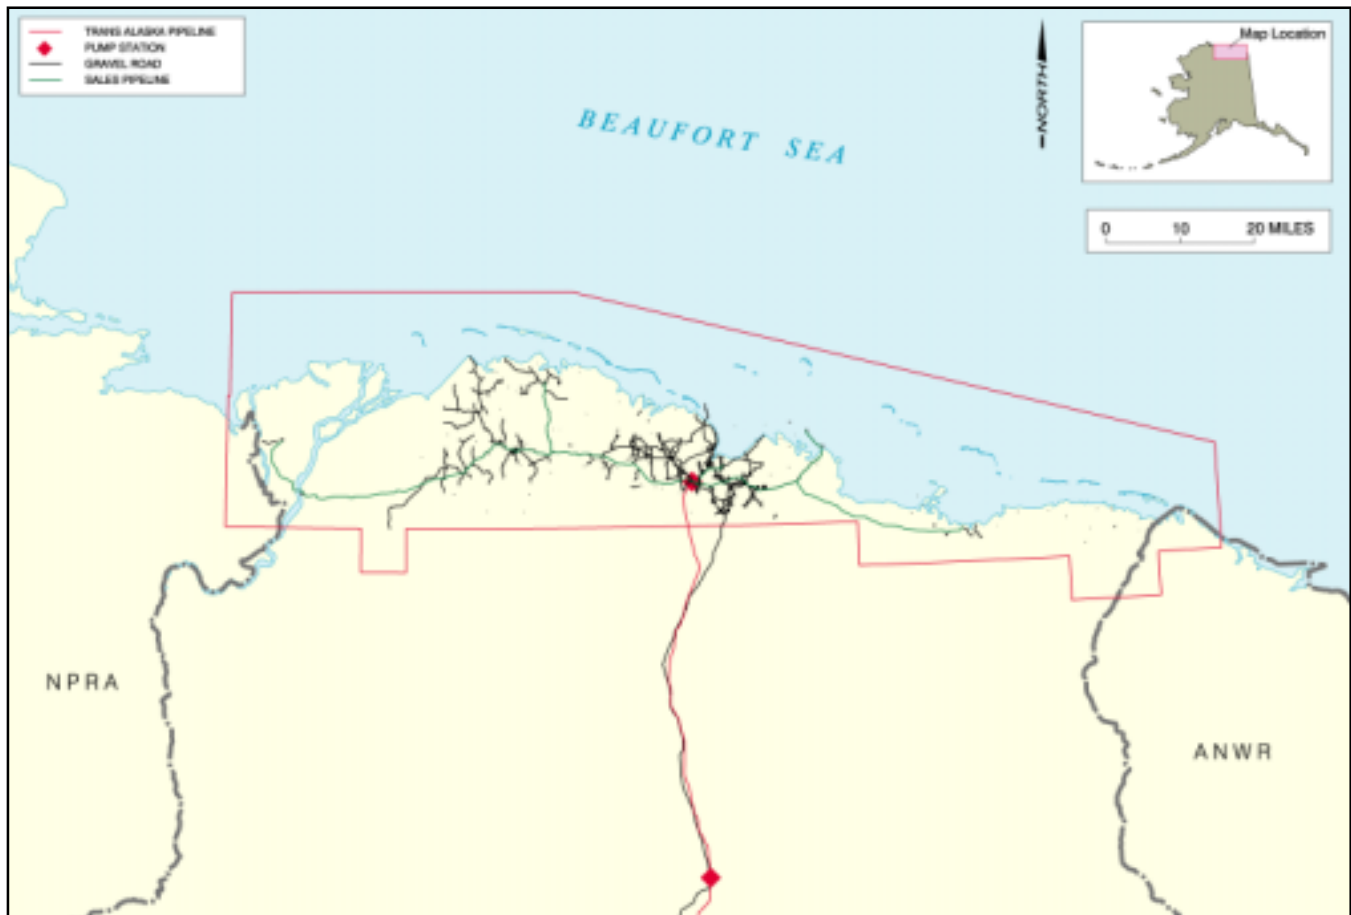 TRANS ALASKA PIPELINE
PUMP STATION
GRAVEL ROAD
SALES PIPELINE
BEAUFORT SEA
NORTH
Map Location
0 10 20 MILES
NPRA
ANWR